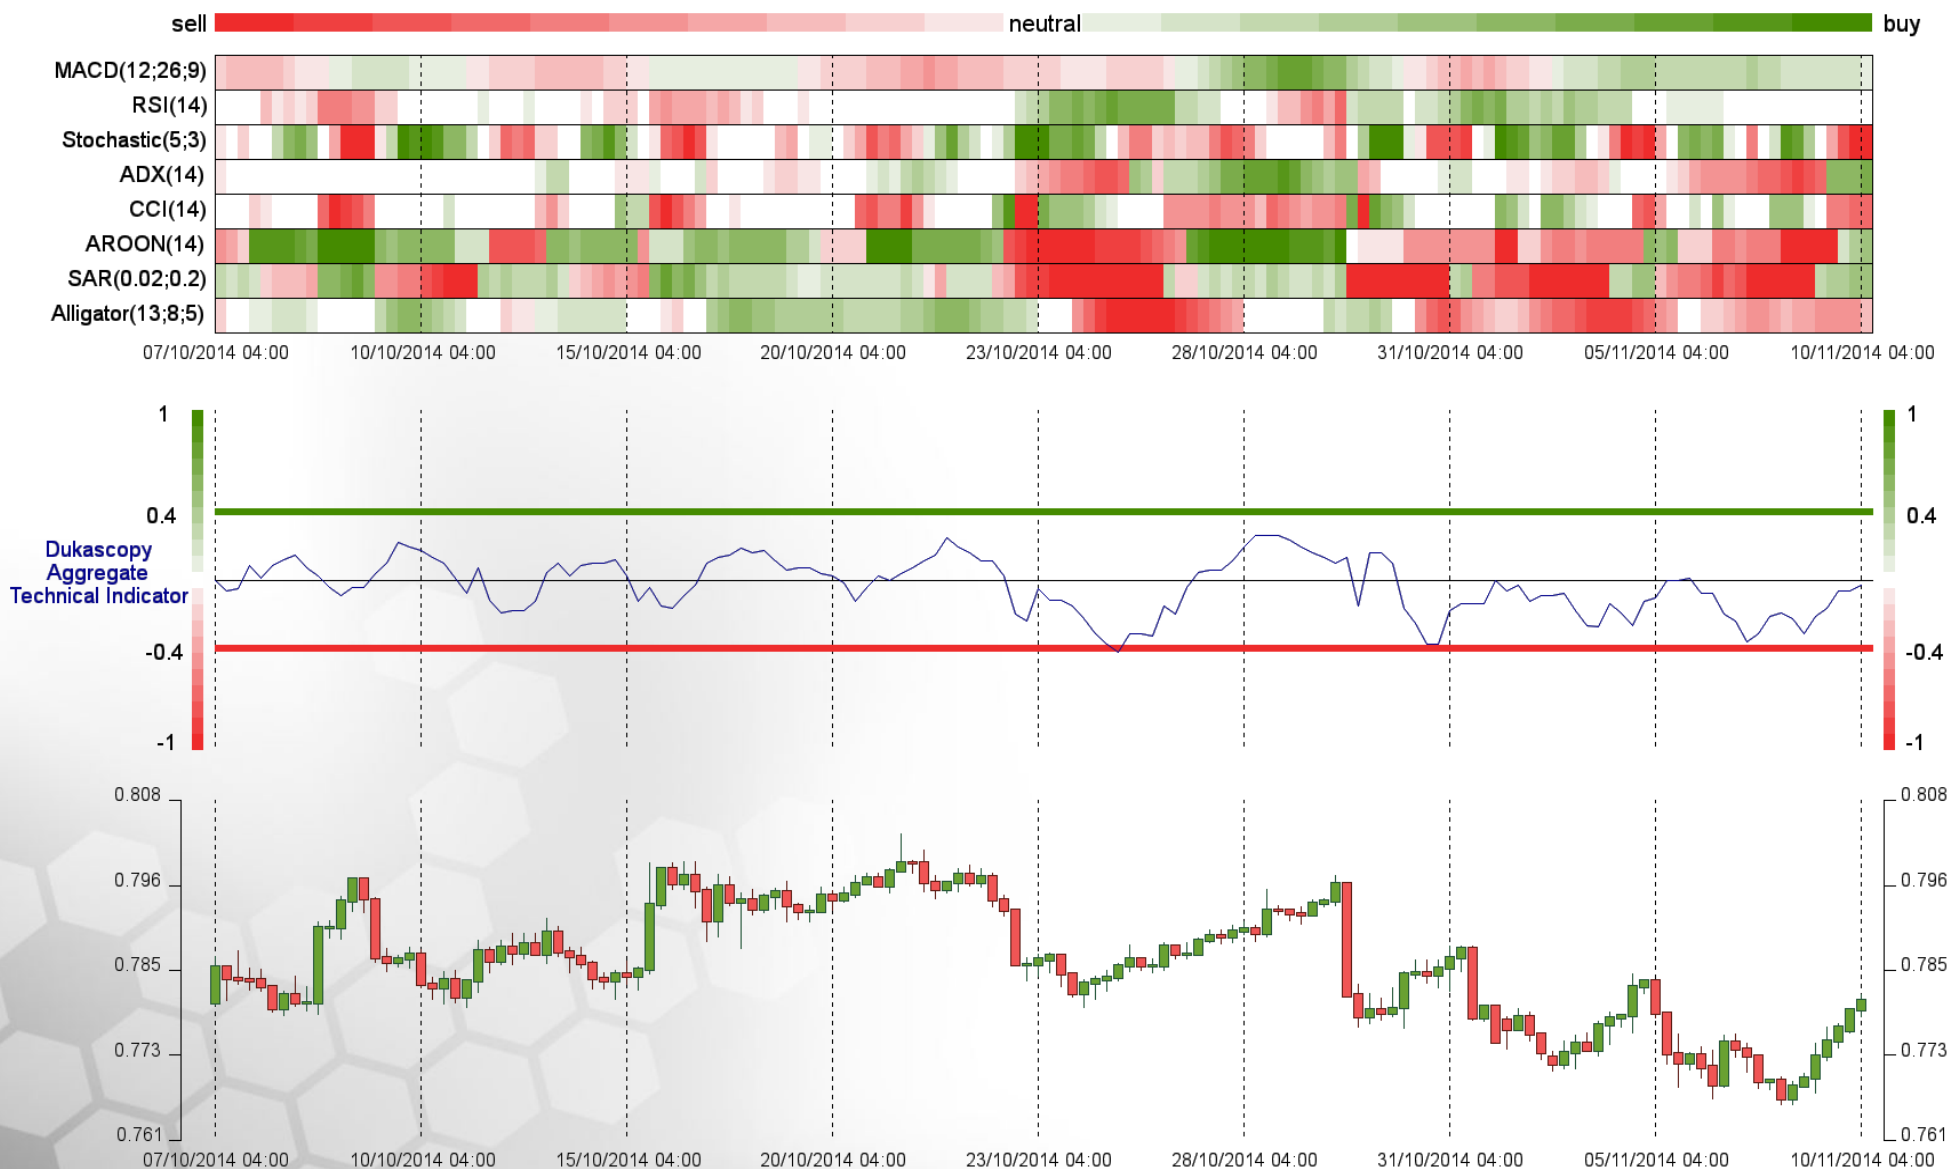 sell neutral buy
MACD(12;26;9)
RSI(14)
Stochastic(5;3)
ADX(14)
CCI(14)
AROON(14)
SAR(0.02;0.2)
Alligator(13;8;5)
07/10/2014 04:00 10/10/2014 04:00 15/10/2014 04:00 20/10/2014 04:00 23/10/2014 04:00 28/10/2014 04:00 31/10/2014 04:00 05/11/2014 04:00 10/11/2014 04:00
1 1
0.4 0.4
Dukascopy
Aggregate
Technical Indicator
-0.4 -0.4
-1 -1
0.808 0.808
0.796 0.796
0.785 0.785
0.773 0.773
0.761 0.761
07/10/2014 04:00 10/10/2014 04:00 15/10/2014 04:00 20/10/2014 04:00 23/10/2014 04:00 28/10/2014 04:00 31/10/2014 04:00 05/11/2014 04:00 10/11/2014 04:00